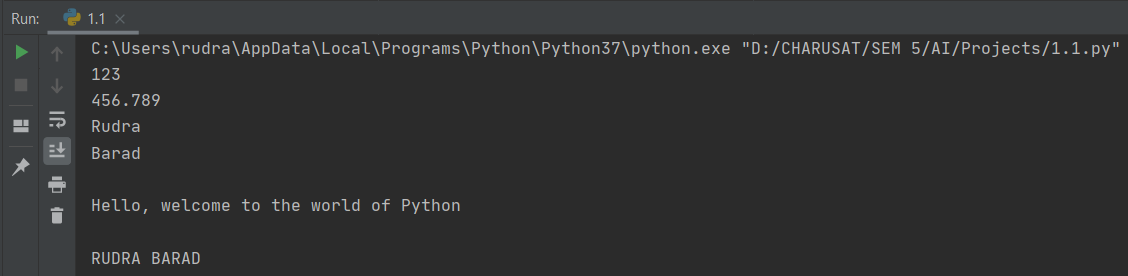 Run: 1.1
C:\Users\rudra\AppData\Local\Programs\Python\Python37\python.exe "D:/CHARUSAT/SEM 5/AI/Projects/1.1.py"
123
456.789
Rudra
Barad
Hello, welcome to the world of Python
RUDRA BARAD